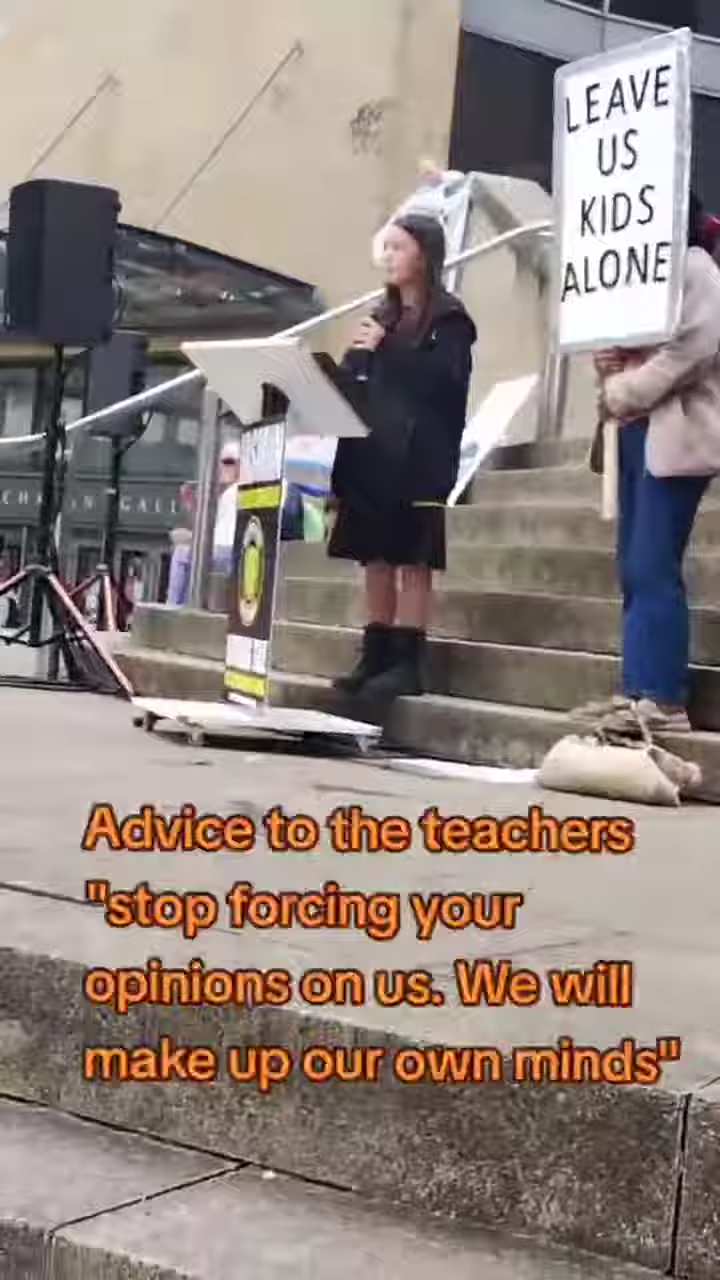 LEAVE
US
KIDS
ALONE
Advice to the teachers
"stop forcing your
opinions on us. We will
make up our own minds"